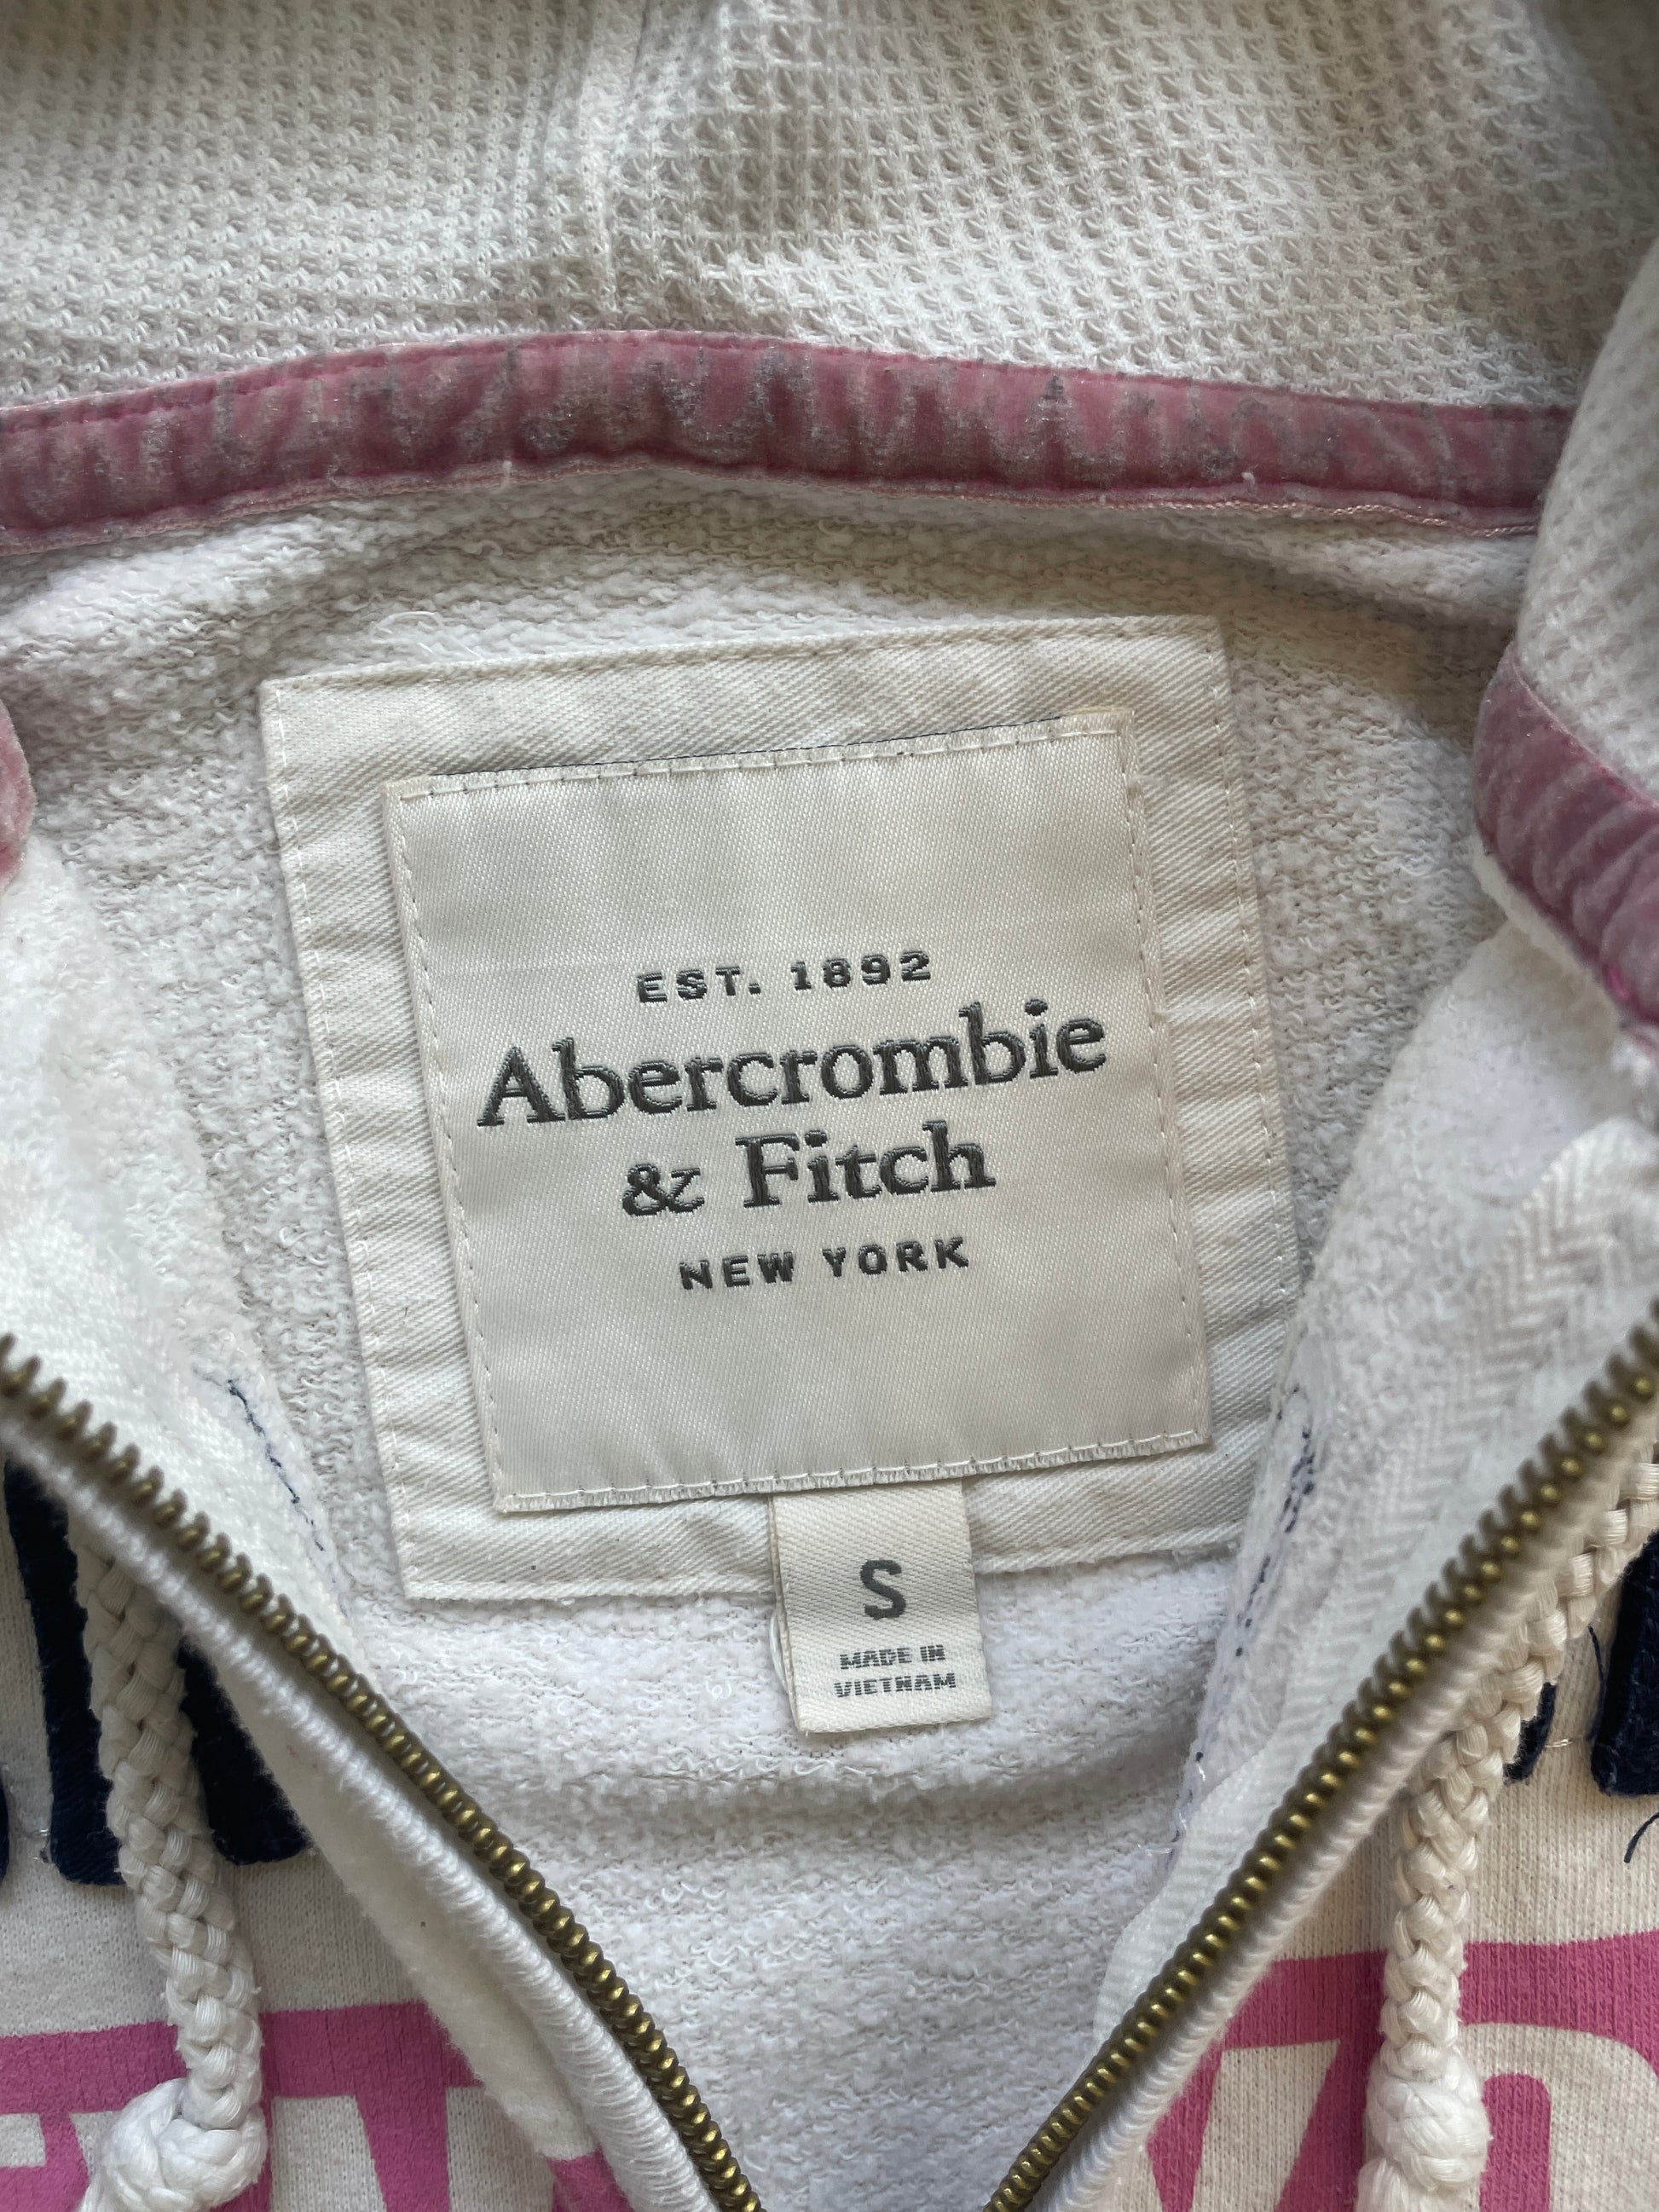 EST. 1892
Abercrombie
& Fitch
NEW YORK
S
MADE IN
VIETNAM